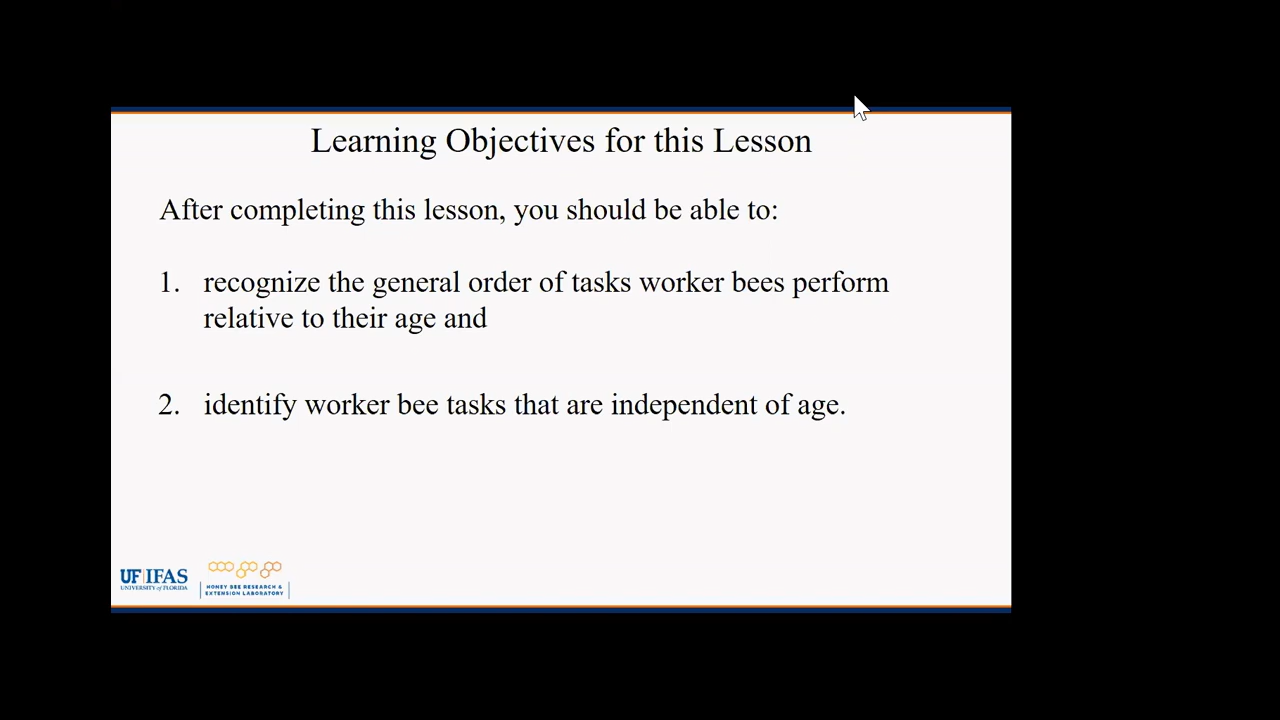 Learning Objectives for this Lesson
After completing this lesson, you should be able to:
1. recognize the general order of tasks worker bees perform
relative to their age and
2. identify worker bee tasks that are independent of age.
UF|IFAS
UNIVERSITY of FLORIDA
HONEY BEE RESEARCH &
EXTENSION LABORATORY